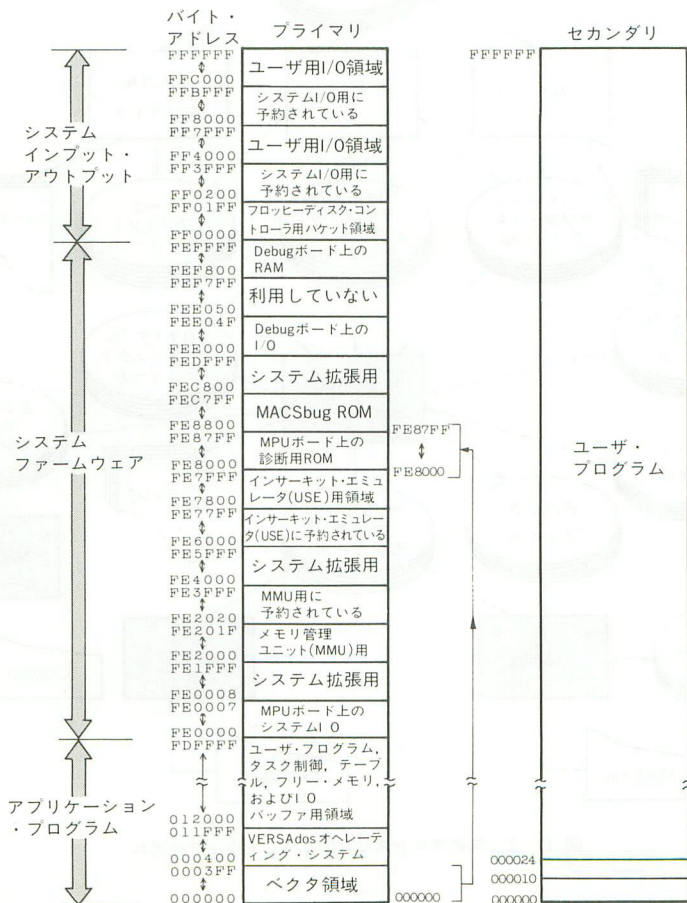 バイト・
アドレス
プライマリ
セカンダリ
FFFFFF
ユーザ用I/O領域
FFFFFF
FFC000
FFBFFF
システムI/O用に
予約されている
FF8000
FF7FFF
ユーザ用I/O領域
システム
インプット・
アウトプット
FF4000
FF3FFF
システムI/O用に
予約されている
FF0200
FF01FF
フロッピーディスク・コン
トローラ用パケット領域
FF0000
FEFFFF
Debugボード上の
RAM
FEF800
FEF7FF
利用していない
FEE050
FEE04F
Debugボード上の
I/O
FEE000
FEDFFF
システム拡張用
FEC800
FEC7FF
MACSbug ROM
FE8800
FE87FF
MPUボード上の
診断用ROM
FE87FF
システム
ファームウェア
ユーザ・
プログラム
FE8000
FE7FFF
FE8000
インサーキット・エミュ
レータ(USE)用領域
FE7800
FE77FF
インサーキット・エミュレー
タ(USE)に予約されている
FE6000
FE5FFF
システム拡張用
FE4000
FE3FFF
MMU用に
予約されている
FE2020
FE201F
メモリ管理
ユニット(MMU)用
FE2000
FE1FFF
システム拡張用
FE0008
FE0007
MPUボード上の
システムI O
FE0000
FDFFFF
ユーザ・プログラム,
タスク制御, テーブ
ル, フリー・メモリ,
およびI O
バッファ用領域
アプリケーション
・プログラム
012000
011FFF
VERSAdosオペレーテ
ィング・システム
000400
0003FF
ベクタ領域
000000
000000
000024
000010
000000